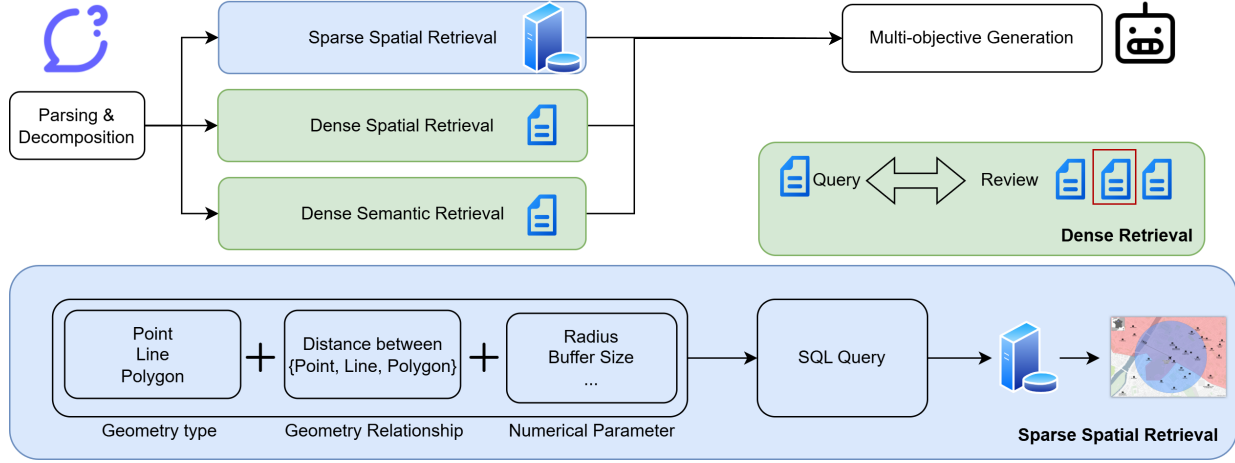 Sparse Spatial Retrieval
Multi-objective Generation
Parsing &
Decomposition
Dense Spatial Retrieval
Dense Semantic Retrieval
Query
Review
Dense Retrieval
Point
Line
Polygon
Distance between
{Point, Line, Polygon}
Radius
Buffer Size
...
SQL Query
Geometry type
Geometry Relationship
Numerical Parameter
Sparse Spatial Retrieval